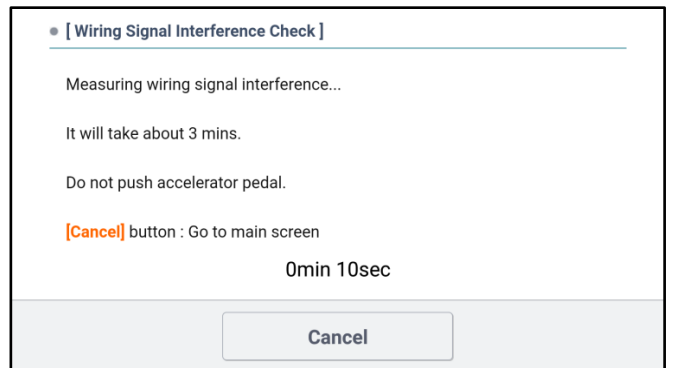 [ Wiring Signal Interference Check ]
Measuring wiring signal interference...
It will take about 3 mins.
Do not push accelerator pedal.
[Cancel] button : Go to main screen
0min 10sec
Cancel